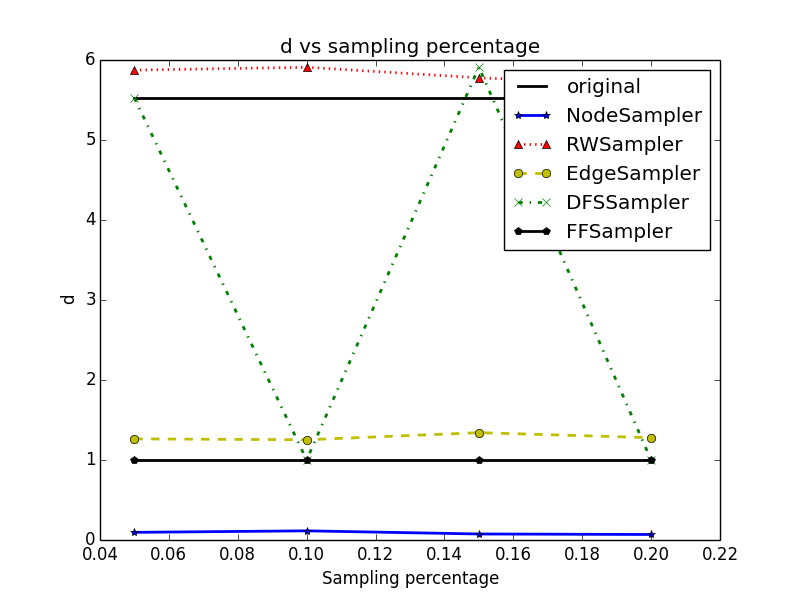 d vs sampling percentage
6
5
4
3
2
1
0
d
original
NodeSampler
RWSampler
EdgeSampler
DFSSampler
FFSampler
0.04 0.06 0.08 0.10 0.12 0.14 0.16 0.18 0.20 0.22
Sampling percentage